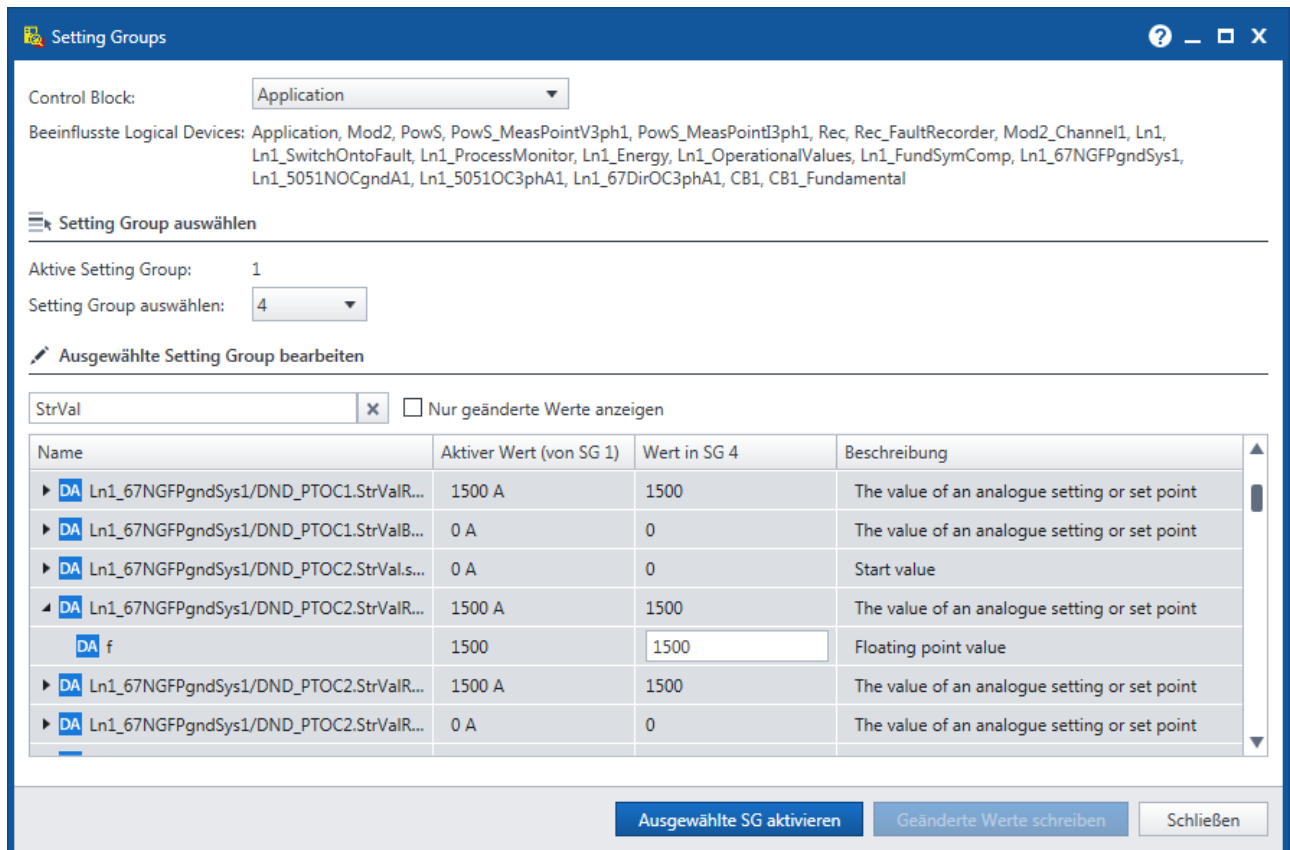 Setting Groups
Control Block: Application
Beeinflusste Logical Devices: Application, Mod2, PowS, PowS_MeasPointV3ph1, PowS_MeasPointI3ph1, Rec, Rec_FaultRecorder, Mod2_Channel1, Ln1,
Ln1_SwitchOntoFault, Ln1_ProcessMonitor, Ln1_Energy, Ln1_OperationalValues, Ln1_FundSymComp, Ln1_67NGFPgndSys1,
Ln1_5051NOCgndA1, Ln1_5051OC3phA1, Ln1_67DirOC3phA1, CB1, CB1_Fundamental
Setting Group auswählen
Aktive Setting Group: 1
Setting Group auswählen: 4
Ausgewählte Setting Group bearbeiten
StrVal Nur geänderte Werte anzeigen
Name Aktiver Wert (von SG 1) Wert in SG 4 Beschreibung
DA Ln1_67NGFPgndSys1/DND_PTOC1.StrValR... 1500 A 1500 The value of an analogue setting or set point
DA Ln1_67NGFPgndSys1/DND_PTOC1.StrValB... 0 A 0 The value of an analogue setting or set point
DA Ln1_67NGFPgndSys1/DND_PTOC2.StrVal.s... 0 A 0 Start value
DA Ln1_67NGFPgndSys1/DND_PTOC2.StrValR... 1500 A 1500 The value of an analogue setting or set point
DA f 1500 1500 Floating point value
DA Ln1_67NGFPgndSys1/DND_PTOC2.StrValR... 1500 A 1500 The value of an analogue setting or set point
DA Ln1_67NGFPgndSys1/DND_PTOC2.StrValR... 0 A 0 The value of an analogue setting or set point
Ausgewählte SG aktivieren Geänderte Werte schreiben Schließen